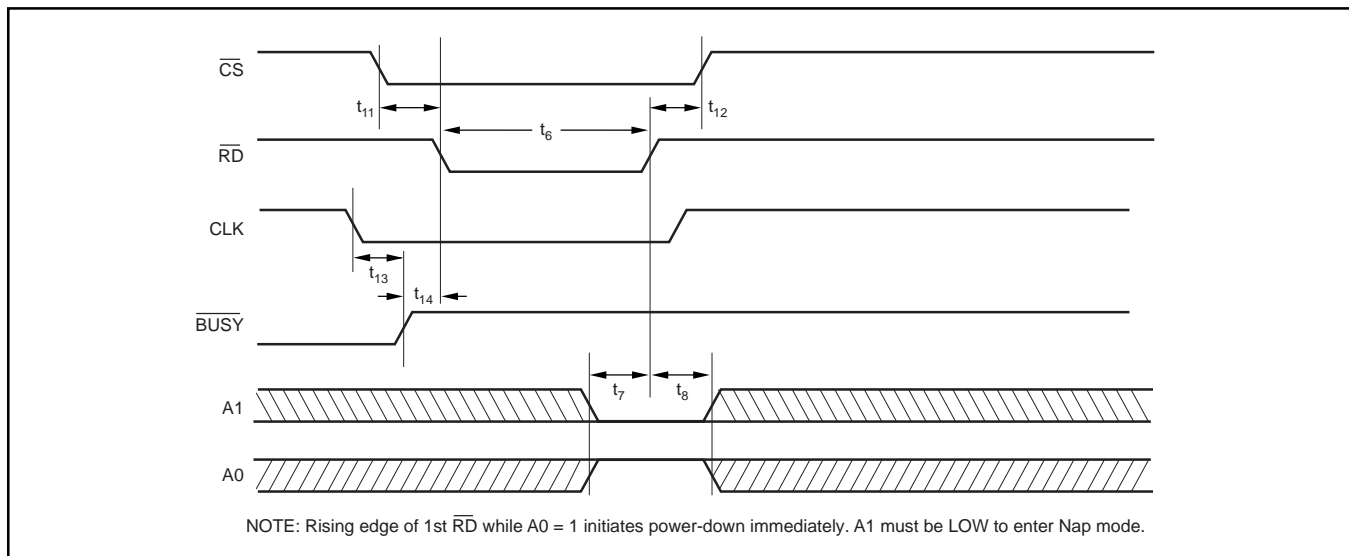 CS
t11
t12
t6
RD
CLK
t13
t14
BUSY
t7
t8
A1
A0
NOTE: Rising edge of 1st RD while A0 = 1 initiates power-down immediately. A1 must be LOW to enter Nap mode.